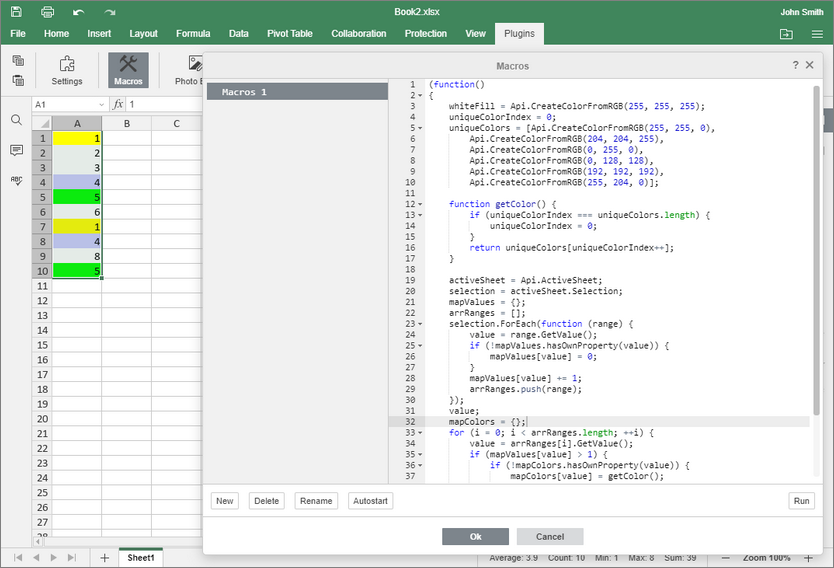 Book2.xlsx
John Smith
File Home Insert Layout Formula Data Pivot Table Collaboration Protection View Plugins
Settings Macros Photo E
A1 fx 1
A B C
1 1
2 2
3 3
4 4
5 5
6 6
7 1
8 4
9 8
10 5
11
12
13
14
15
16
17
18
19
20
21
22
23
24
25
26
27
28
ABC
Macros ?
Macros 1
1 (function()
2 {
3 whiteFill = Api.CreateColorFromRGB(255, 255, 255);
4 uniqueColorIndex = 0;
5 uniqueColors = [Api.CreateColorFromRGB(255, 255, 0),
6 Api.CreateColorFromRGB(204, 204, 255),
7 Api.CreateColorFromRGB(0, 255, 0),
8 Api.CreateColorFromRGB(0, 128, 128),
9 Api.CreateColorFromRGB(192, 192, 192),
10 Api.CreateColorFromRGB(255, 204, 0)];
11
12 function getColor() {
13 if (uniqueColorIndex === uniqueColors.length) {
14 uniqueColorIndex = 0;
15 }
16 return uniqueColors[uniqueColorIndex++];
17 }
18
19 activeSheet = Api.ActiveSheet;
20 selection = activeSheet.Selection;
21 mapValues = {};
22 arrRanges = [];
23 selection.ForEach(function (range) {
24 value = range.GetValue();
25 if (!mapValues.hasOwnProperty(value)) {
26 mapValues[value] = 0;
27 }
28 mapValues[value] += 1;
29 arrRanges.push(range);
30 });
31 value;
32 mapColors = {};
33 for (i = 0; i < arrRanges.length; ++i) {
34 value = arrRanges[i].GetValue();
35 if (mapValues[value] > 1) {
36 if (!mapColors.hasOwnProperty(value)) {
37 mapColors[value] = getColor();
New Delete Rename Autostart Run
Ok Cancel
Sheet1 Average: 3.9 Count: 10 Min: 1 Max: 8 Sum: 39 Zoom 100%